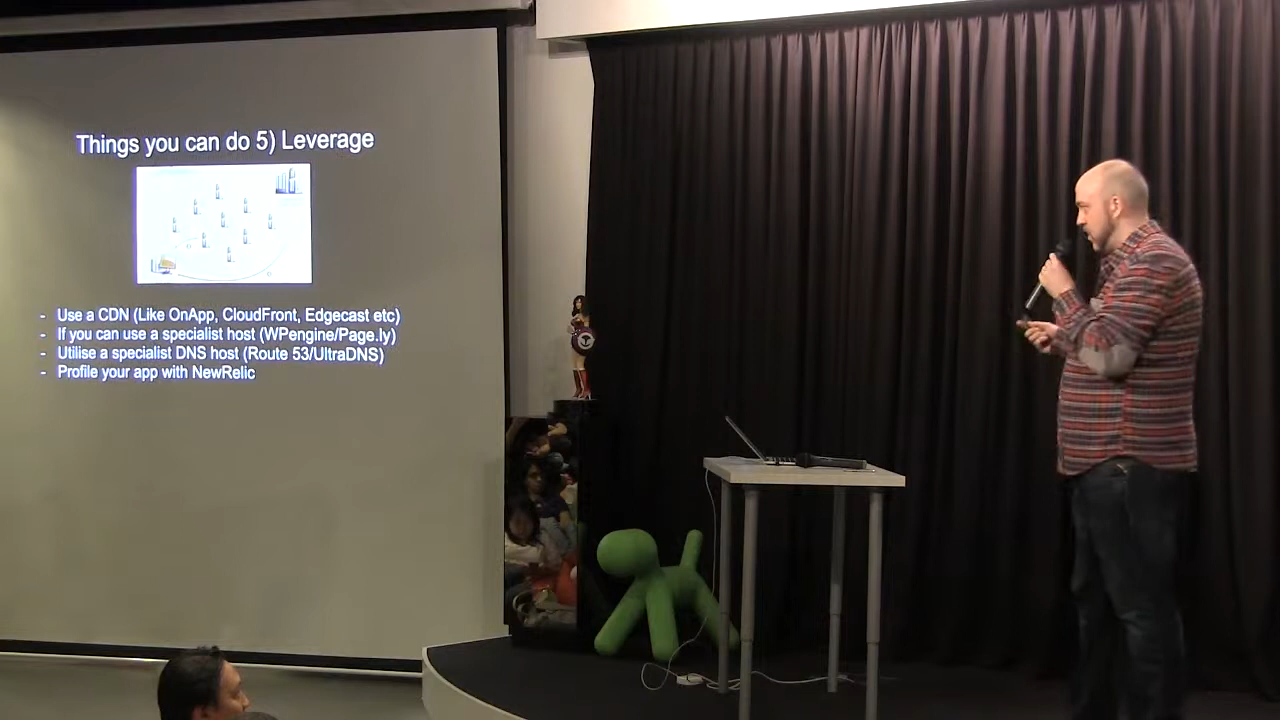 Things you can do 5) Leverage
- Use a CDN (Like OnApp, CloudFront, Edgecast etc)
- If you can use a specialist host (WPengine/Page.ly)
- Utilise a specialist DNS host (Route 53/UltraDNS)
- Profile your app with NewRelic